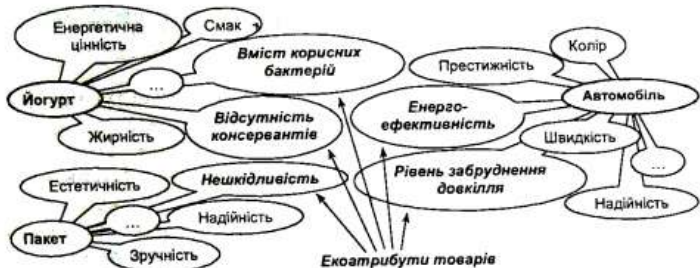 Енергетична
цінність
Смак
...
Вміст корисних
бактерій
Йогурт
Відсутність
консервантів
Жирність
Колір
Престижність
Автомобіль
Енерго-
ефективність
Швидкість
...
Рівень забруднення
довкілля
Надійність
Естетичність
Нешкідливість
...
Надійність
Пакет
Зручність
Екоатрибути товарів